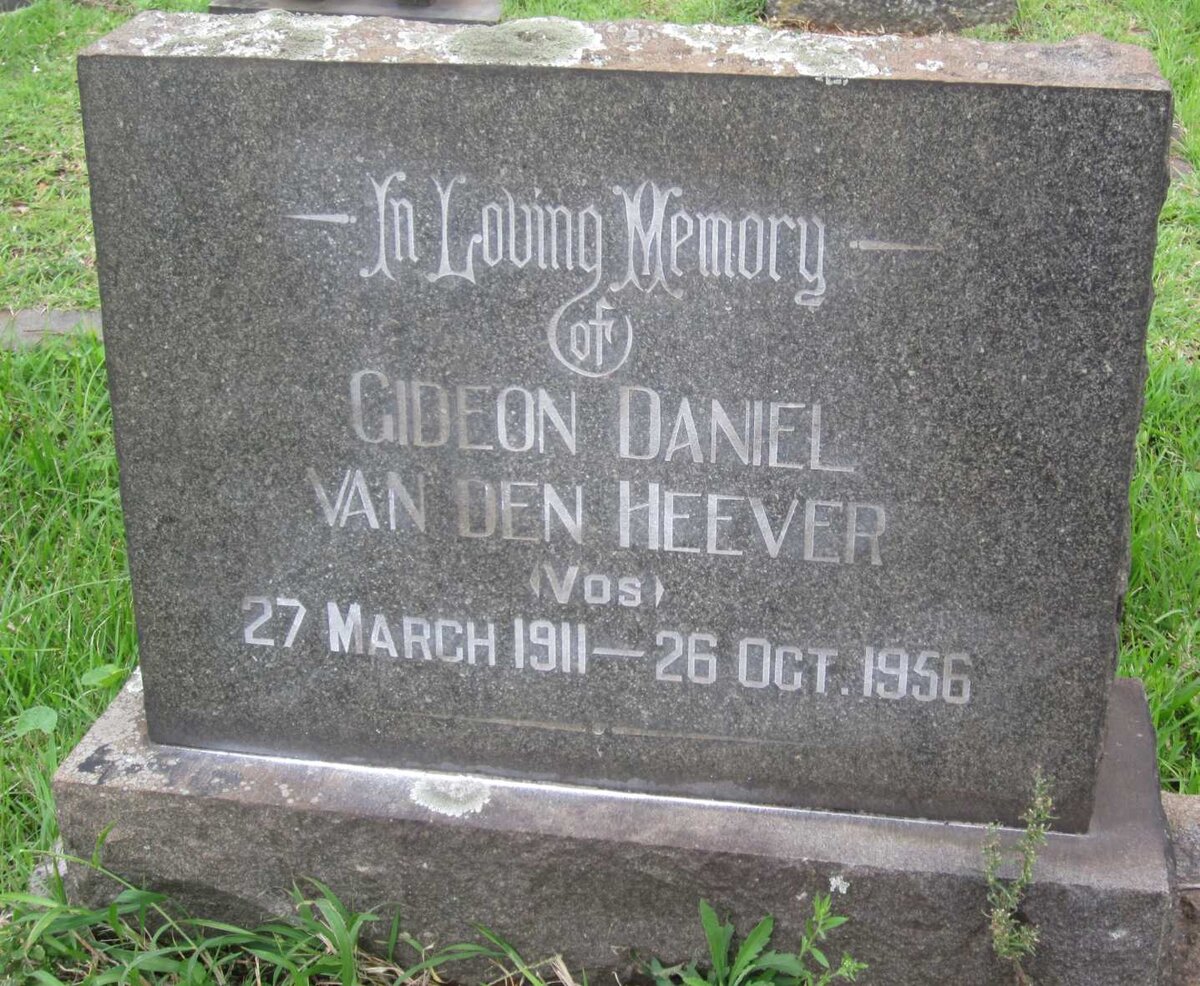 In Loving Memory
of
GIDEON DANIEL
VAN DEN HEEVER
(VOS)
27 MARCH 1911 — 26 OCT. 1956